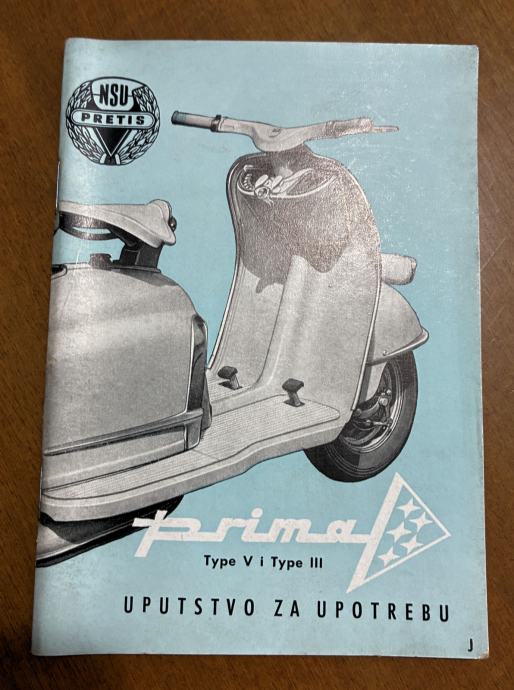 NSU
PRETIS
prima
Type V i Type III
UPUTSTVO ZA UPOTREBU
J